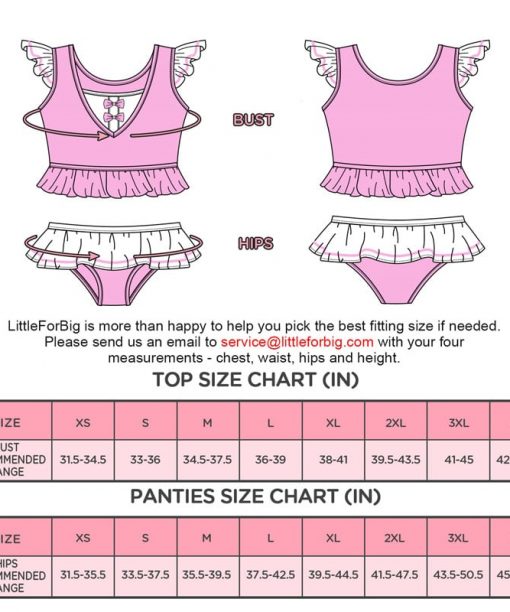 BUST
HIPS
LittleForBig is more than happy to help you pick the best fitting size if needed.
Please send us an email to service@littleforbig.com with your four
measurements - chest, waist, hips and height.
TOP SIZE CHART (IN)
IZE XS S M L XL 2XL 3XL
UST
MMENDED
ANGE 31.5-34.5 33-36 34.5-37.5 36-39 38-41 39.5-43.5 41-45 42
PANTIES SIZE CHART (IN)
IZE XS S M L XL 2XL 3XL
HIPS
MMENDED
ANGE 31.5-35.5 33.5-37.5 35.5-39.5 37.5-42.5 39.5-44.5 41.5-47.5 43.5-50.5 45